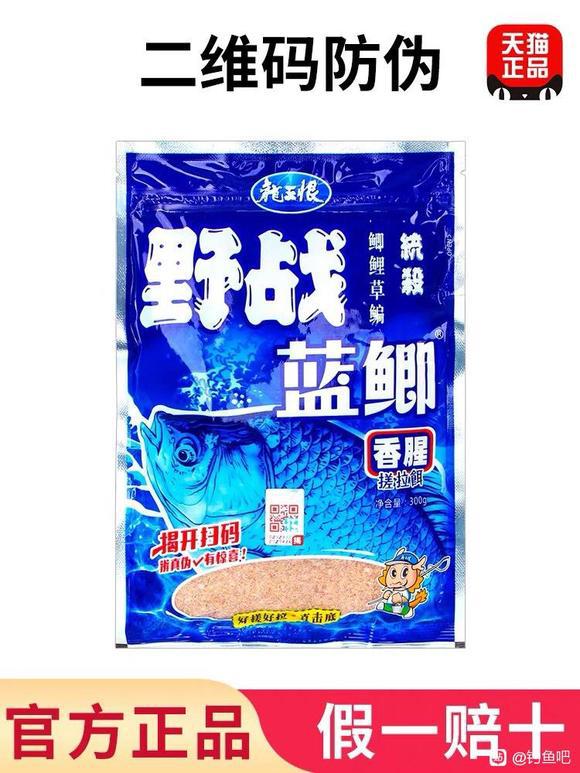 二维码防伪
天猫
正品
龍王恨
野战
蓝鲫®
鲫鲤草鳊
統殺
香腥
搓拉餌
净含量:300g
揭开扫码
辨真伪✓有惊喜!
好搓好拉 直击底
官方正品
假一赔十
@钓鱼吧